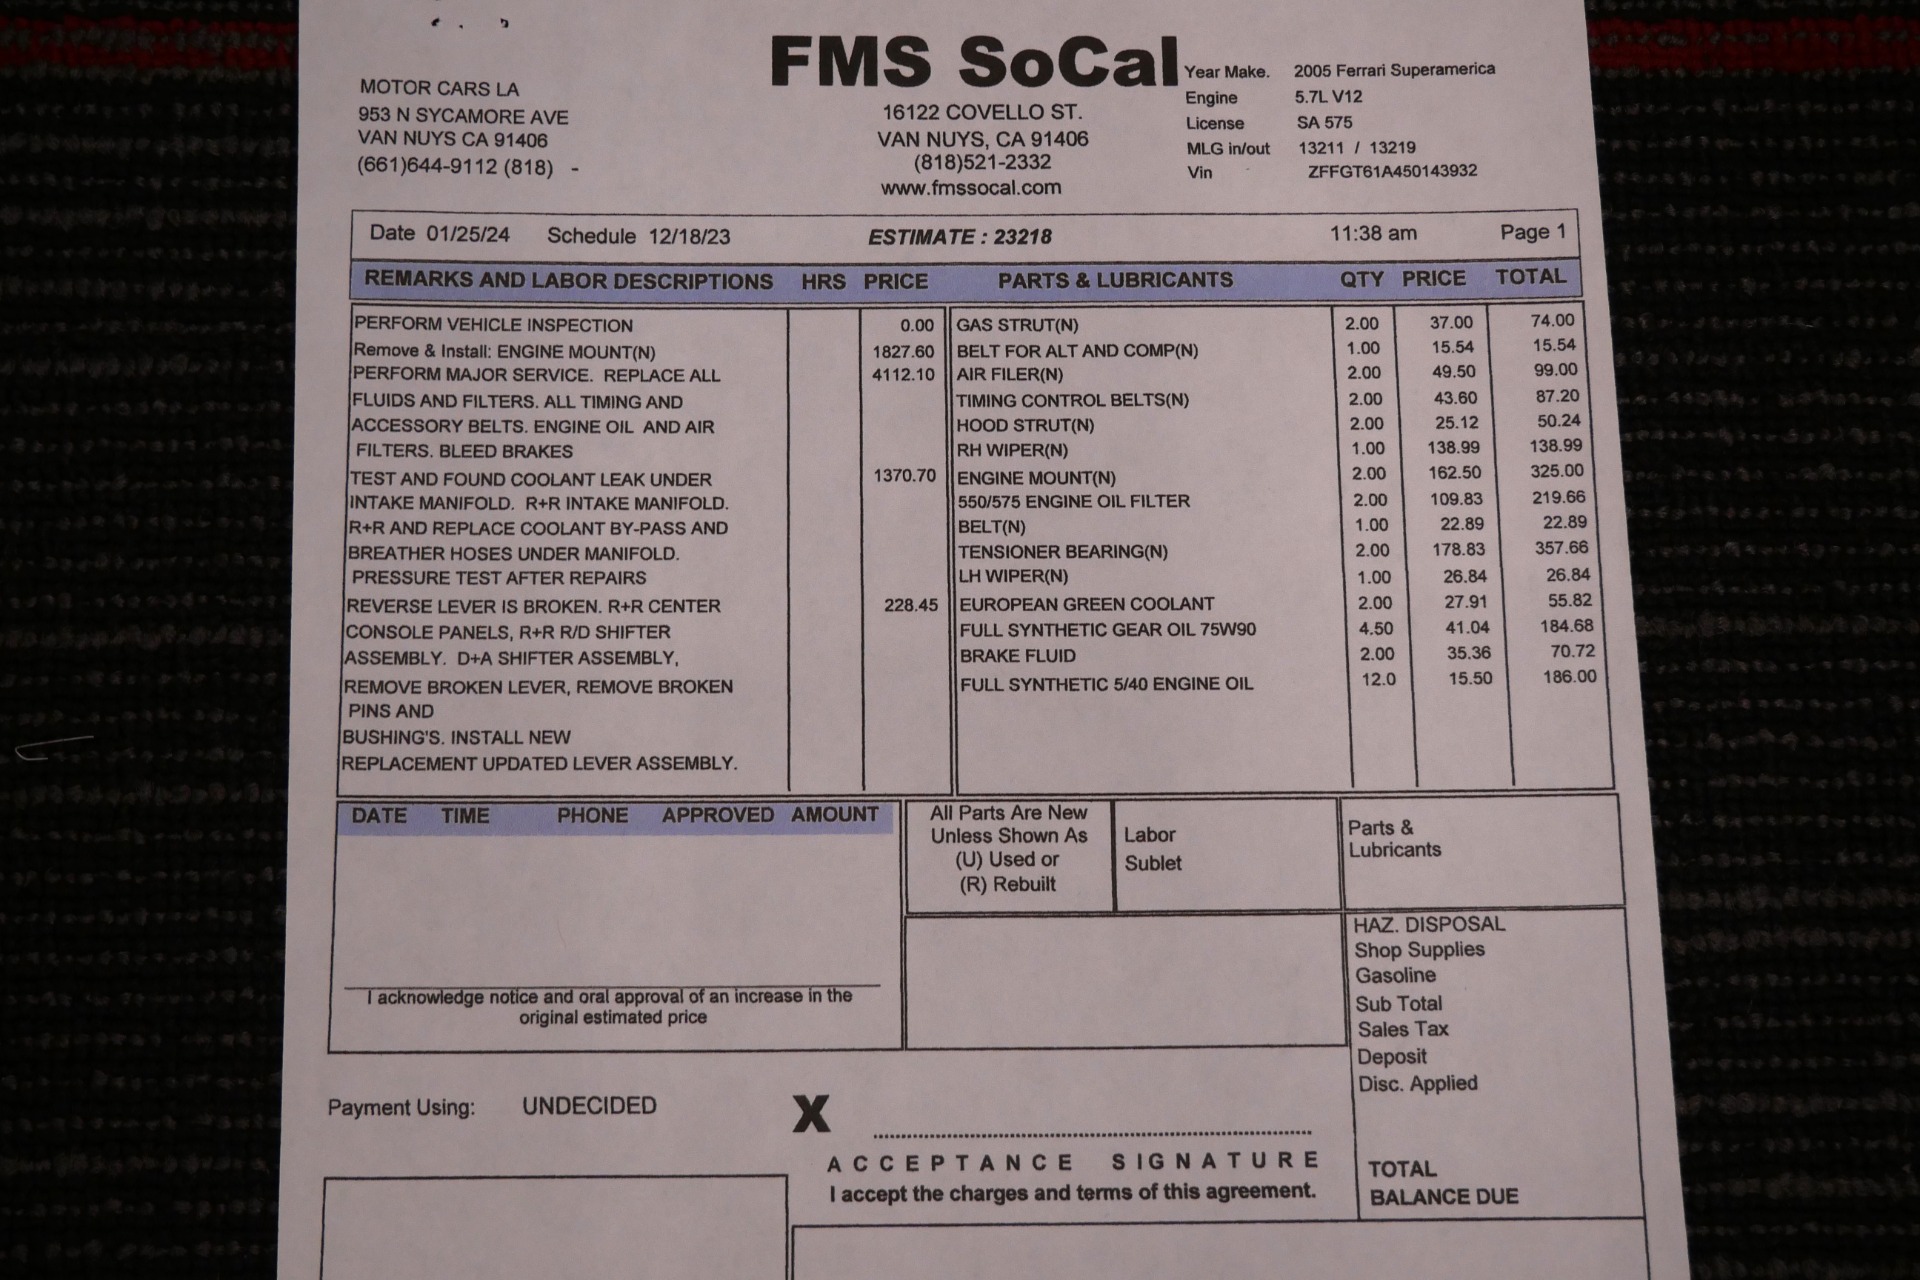 FMS SoCal
MOTOR CARS LA
953 N SYCAMORE AVE
VAN NUYS CA 91406
(661)644-9112 (818) -
16122 COVELLO ST.
VAN NUYS, CA 91406
(818)521-2332
www.fmssocal.com
Year Make. 2005 Ferrari Superamerica
Engine 5.7L V12
License SA 575
MLG in/out 13211 / 13219
Vin ZFFGT61A450143932
Date 01/25/24 Schedule 12/18/23 ESTIMATE : 23218 11:38 am Page 1
REMARKS AND LABOR DESCRIPTIONS HRS PRICE PARTS & LUBRICANTS QTY PRICE TOTAL
PERFORM VEHICLE INSPECTION 0.00
Remove & Install: ENGINE MOUNT(N) 1827.60
PERFORM MAJOR SERVICE. REPLACE ALL 4112.10
FLUIDS AND FILTERS. ALL TIMING AND
ACCESSORY BELTS. ENGINE OIL AND AIR
FILTERS. BLEED BRAKES
TEST AND FOUND COOLANT LEAK UNDER 1370.70
INTAKE MANIFOLD. R+R INTAKE MANIFOLD.
R+R AND REPLACE COOLANT BY-PASS AND
BREATHER HOSES UNDER MANIFOLD.
PRESSURE TEST AFTER REPAIRS
REVERSE LEVER IS BROKEN. R+R CENTER 228.45
CONSOLE PANELS, R+R R/D SHIFTER
ASSEMBLY. D+A SHIFTER ASSEMBLY,
REMOVE BROKEN LEVER, REMOVE BROKEN
PINS AND
BUSHING'S. INSTALL NEW
REPLACEMENT UPDATED LEVER ASSEMBLY.
GAS STRUT(N) 2.00 37.00 74.00
BELT FOR ALT AND COMP(N) 1.00 15.54 15.54
AIR FILER(N) 2.00 49.50 99.00
TIMING CONTROL BELTS(N) 2.00 43.60 87.20
HOOD STRUT(N) 2.00 25.12 50.24
RH WIPER(N) 1.00 138.99 138.99
ENGINE MOUNT(N) 2.00 162.50 325.00
550/575 ENGINE OIL FILTER 2.00 109.83 219.66
BELT(N) 1.00 22.89 22.89
TENSIONER BEARING(N) 2.00 178.83 357.66
LH WIPER(N) 1.00 26.84 26.84
EUROPEAN GREEN COOLANT 2.00 27.91 55.82
FULL SYNTHETIC GEAR OIL 75W90 4.50 41.04 184.68
BRAKE FLUID 2.00 35.36 70.72
FULL SYNTHETIC 5/40 ENGINE OIL 12.0 15.50 186.00
DATE TIME PHONE APPROVED AMOUNT
I acknowledge notice and oral approval of an increase in the
original estimated price
All Parts Are New
Unless Shown As
(U) Used or
(R) Rebuilt
Labor
Sublet
Parts &
Lubricants
HAZ. DISPOSAL
Shop Supplies
Gasoline
Sub Total
Sales Tax
Deposit
Disc. Applied
TOTAL
BALANCE DUE
Payment Using: UNDECIDED
X
ACCEPTANCE SIGNATURE
I accept the charges and terms of this agreement.